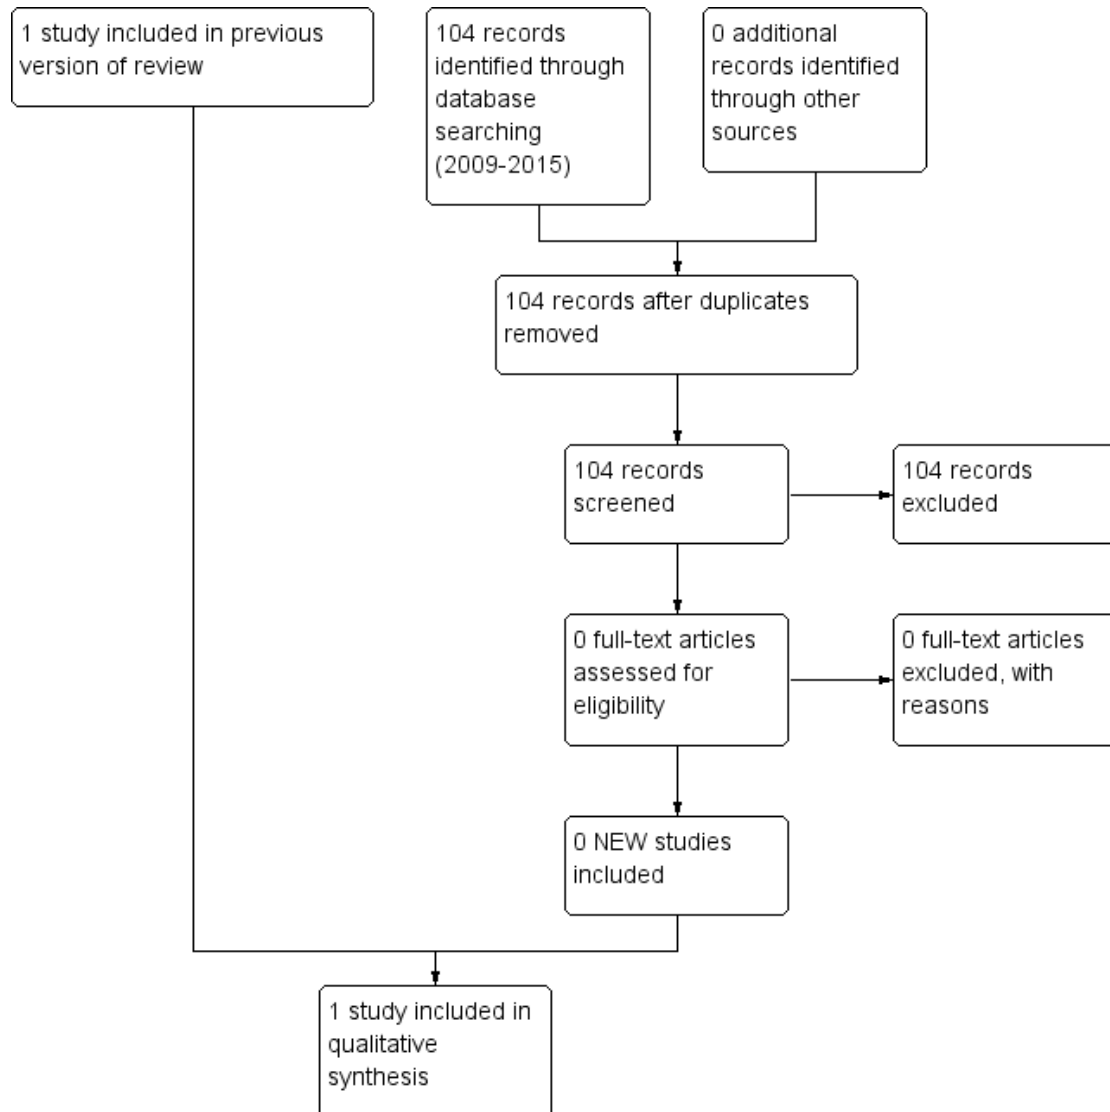 1 study included in previous
version of review
104 records
identified through
database
searching
(2009-2015)
0 additional
records identified
through other
sources
104 records after duplicates
removed
104 records
screened
104 records
excluded
0 full-text articles
assessed for
eligibility
0 full-text articles
excluded, with
reasons
0 NEW studies
included
1 study included in
qualitative
synthesis